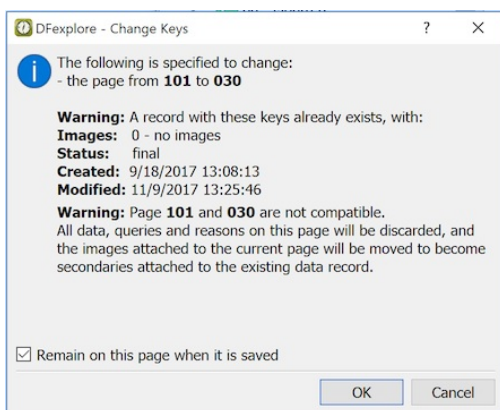 DFexplore - Change Keys
?
The following is specified to change:
- the page from 101 to 030
Warning: A record with these keys already exists, with:
Images: 0 - no images
Status: final
Created: 9/18/2017 13:08:13
Modified: 11/9/2017 13:25:46
Warning: Page 101 and 030 are not compatible.
All data, queries and reasons on this page will be discarded, and
the images attached to the current page will be moved to become
secondaries attached to the existing data record.
Remain on this page when it is saved
OK Cancel